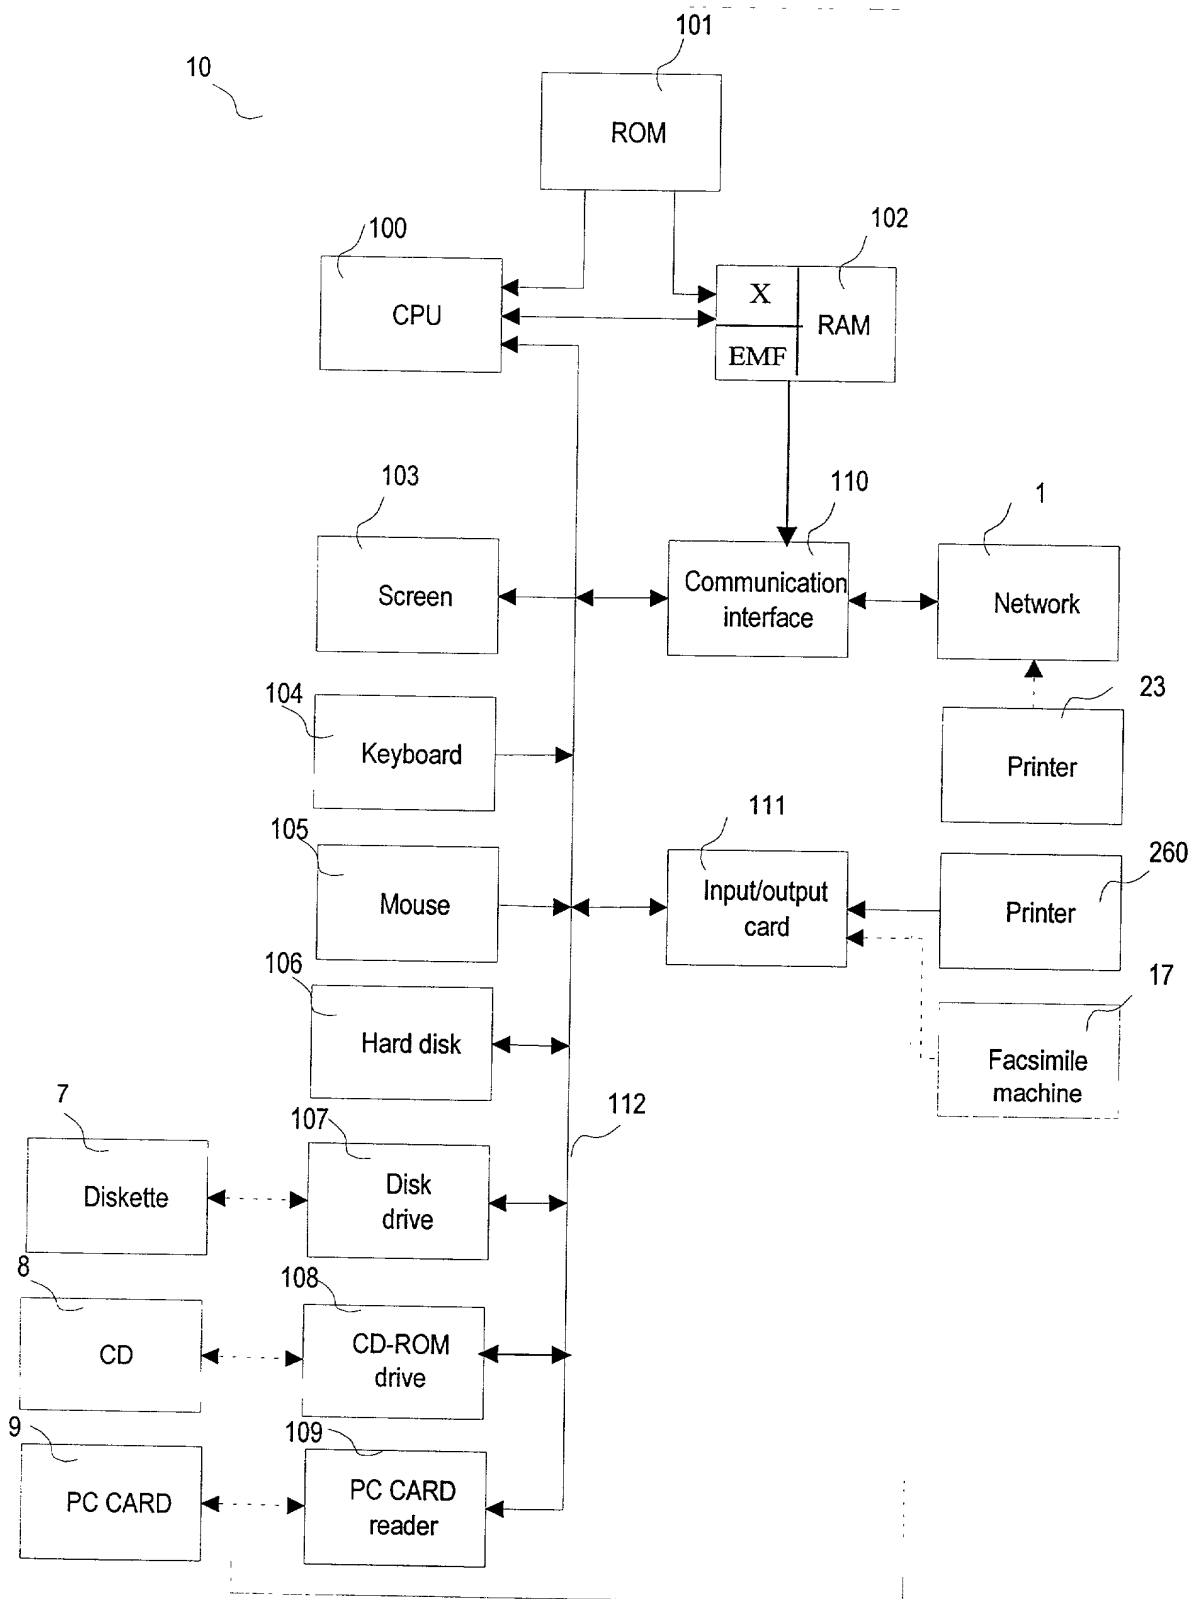 101
10
ROM
100
102
CPU
X
RAM
EMF
103
110
1
Screen
Communication
interface
Network
104
23
Keyboard
Printer
105
111
260
Mouse
Input/output
card
Printer
106
17
Hard disk
Facsimile
machine
7
107
112
Diskette
Disk
drive
8
108
CD
CD-ROM
drive
9
109
PC CARD
PC CARD
reader